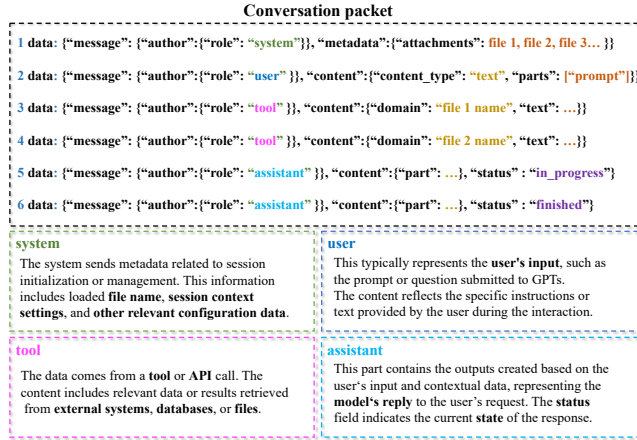 Conversation packet
1 data: {“message”: {“author”:{“role”: “system”}}, “metadata”:{“attachments”: file 1, file 2, file 3… }}
2 data: {“message”: {“author”:{“role”: “user” }}, “content”:{“content_type”: “text”, “parts”: [“prompt”]}}
3 data: {“message”: {“author”:{“role”: “tool” }}, “content”:{“domain”: “file 1 name”, “text”: …}}
4 data: {“message”: {“author”:{“role”: “tool” }}, “content”:{“domain”: “file 2 name”, “text”: …}}
5 data: {“message”: {“author”:{“role”: “assistant” }}, “content”:{“part”: …}, “status” : “in_progress”}
6 data: {“message”: {“author”:{“role”: “assistant” }}, “content”:{“part”: …}, “status” : “finished”}
system
The system sends metadata related to session
initialization or management. This information
includes loaded file name, session context
settings, and other relevant configuration data.
user
This typically represents the user's input, such as
the prompt or question submitted to GPTs.
The content reflects the specific instructions or
text provided by the user during the interaction.
tool
The data comes from a tool or API call. The
content includes relevant data or results retrieved
from external systems, databases, or files.
assistant
This part contains the outputs created based on the
user‘s input and contextual data, representing the
model‘s reply to the user’s request. The status
field indicates the current state of the response.